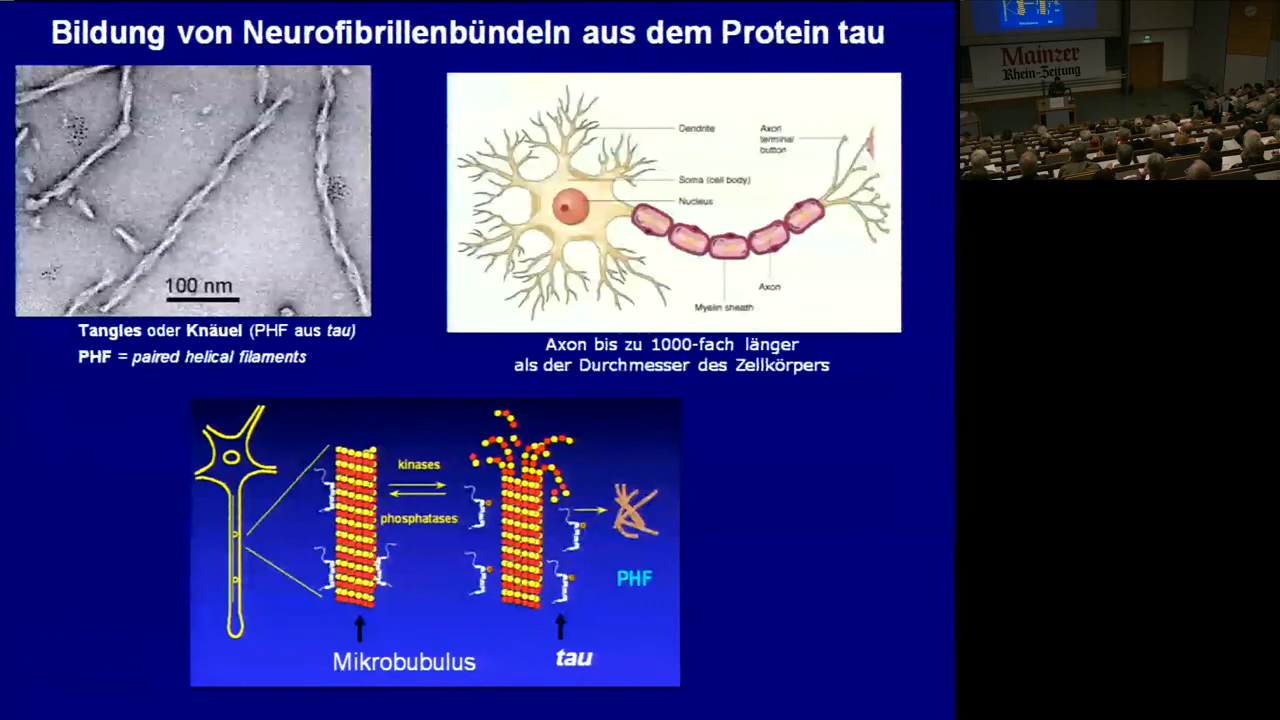 Bildung von Neurofibrillenbündeln aus dem Protein tau
100 nm
Tangles oder Knäuel (PHF aus tau)
PHF = paired helical filaments
Dendrite
Axon
terminal
button
Soma (cell body)
Nucleus
Axon
Myelin sheath
Axon bis zu 1000-fach länger
als der Durchmesser des Zellkörpers
kinases
phosphatases
PHF
Mikrobubulus
tau
Mainzer
Rhein-Zeitung